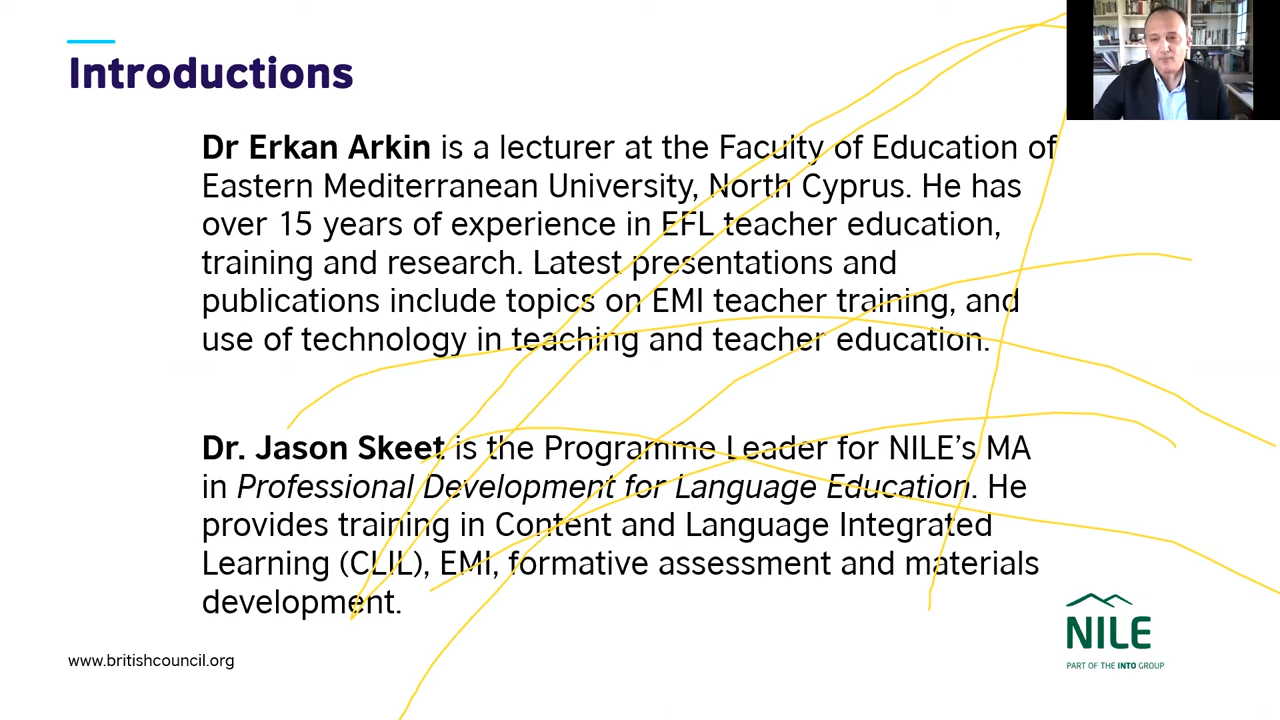 Introductions
Dr Erkan Arkin is a lecturer at the Faculty of Education of
Eastern Mediterranean University, North Cyprus. He has
over 15 years of experience in EFL teacher education,
training and research. Latest presentations and
publications include topics on EMI teacher training, and
use of technology in teaching and teacher education.
Dr. Jason Skeet is the Programme Leader for NILE’s MA
in Professional Development for Language Education. He
provides training in Content and Language Integrated
Learning (CLIL), EMI, formative assessment and materials
development.
www.britishcouncil.org
NILE
PART OF THE INTO GROUP